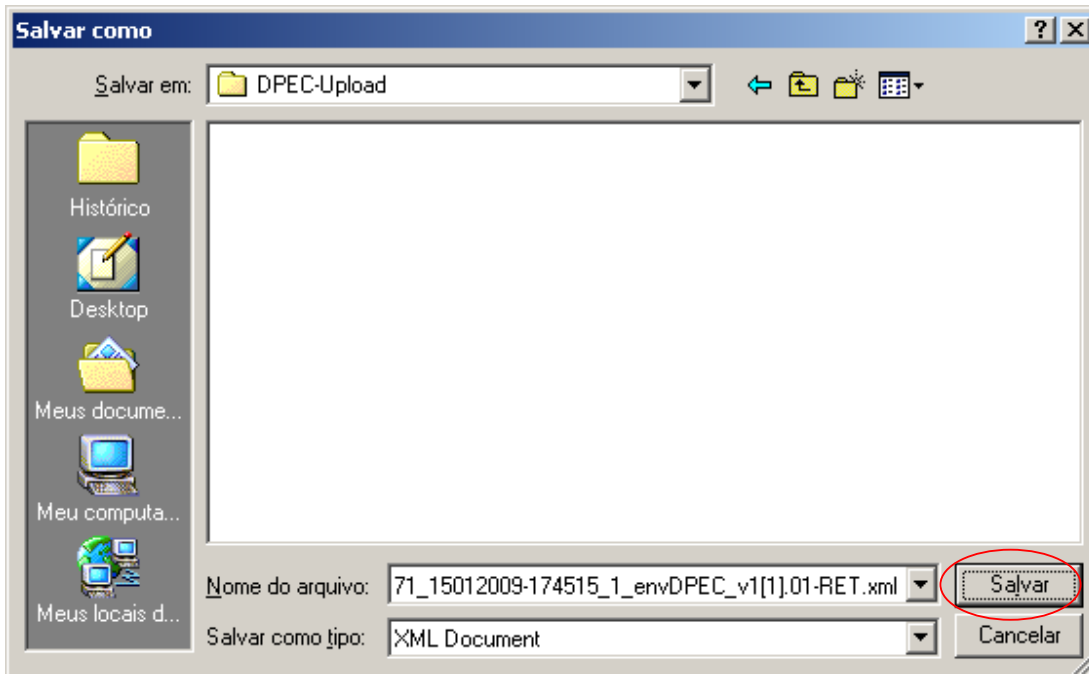 Salvar como
Salvar em: DPEC-Upload
Histórico
Desktop
Meus docume...
Meu computa...
Meus locais d...
Nome do arquivo: 71_15012009-174515_1_envDPEC_v1[1].01-RET.xml Salvar
Salvar como tipo: XML Document Cancelar